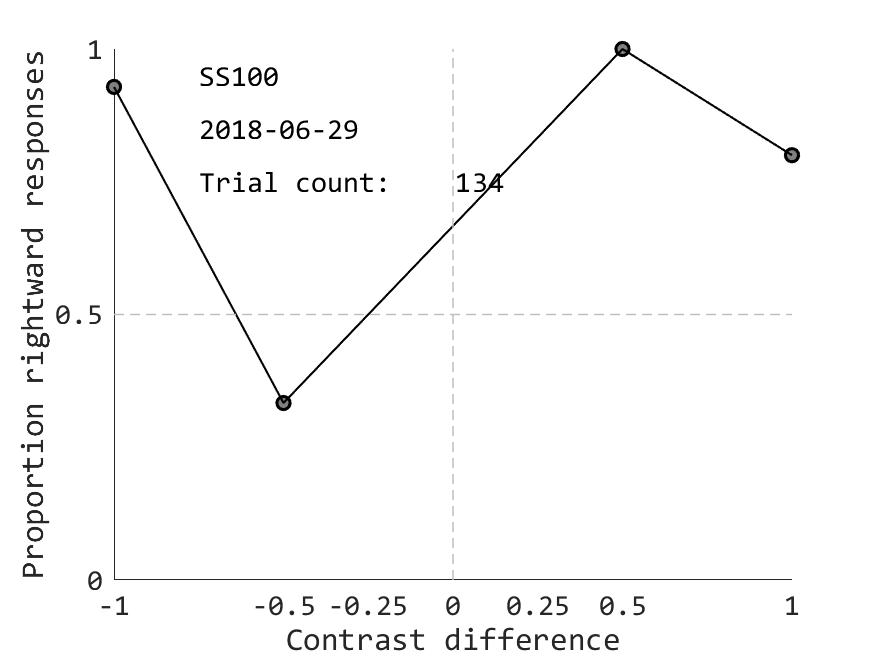 1
SS100
2018-06-29
Trial count: 134
0.5
0
-1 -0.5 -0.25 0 0.25 0.5 1
Contrast difference
Proportion rightward responses